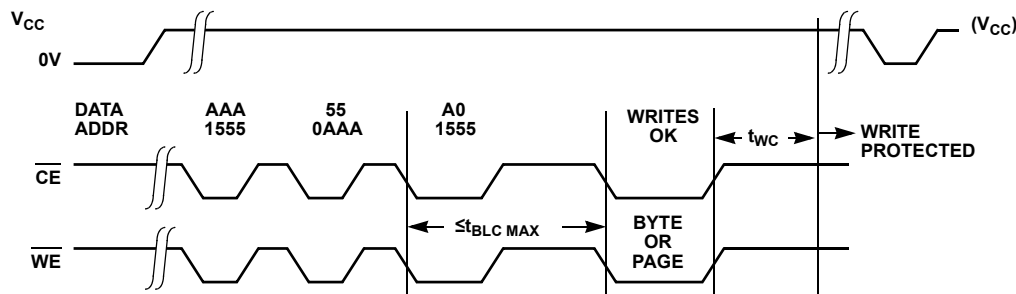 VCC
(VCC)
0V
DATA AAA 55 A0 WRITES
ADDR 1555 0AAA 1555 OK
tWC
WRITE
PROTECTED
CE
≤tBLC MAX
BYTE
OR
PAGE
WE